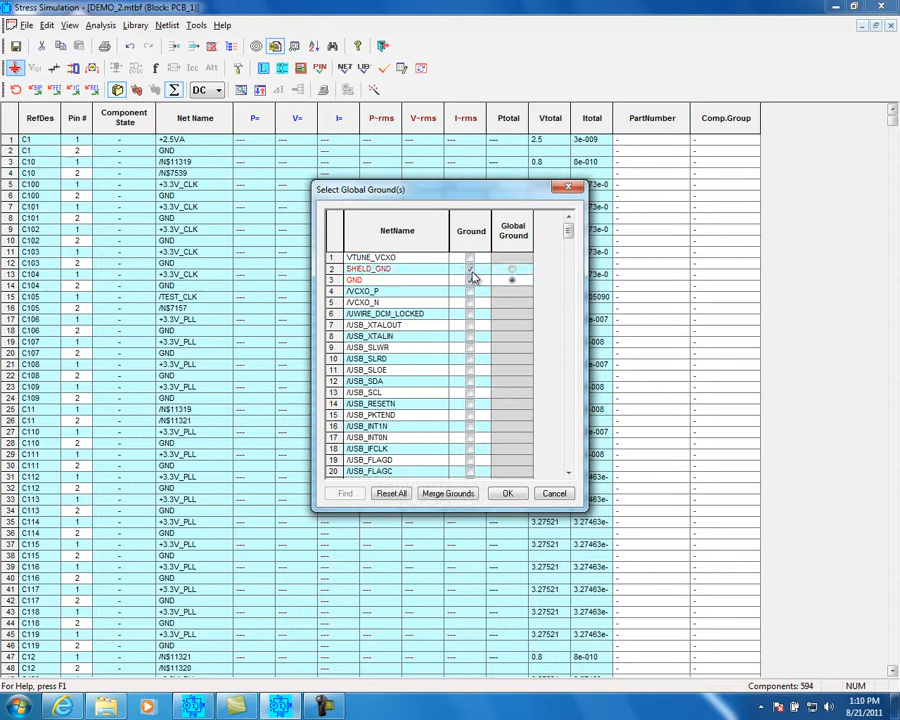 Stress Simulation - [DEMO_2.mtbf (Block: PCB_1)]
File Edit View Analysis Library Netlist Tools Help
DC
RefDes Pin # Component State Net Name P= V= I= P~rms V~rms I~rms Ptotal Vtotal Itotal PartNumber Comp.Group
1 C1 1 - +2.5VA --- --- --- --- --- --- --- 2.5 3e-009 - -
2 C1 2 - GND ---
3 C10 1 - /N$11319 --- --- --- --- --- --- --- 0.8 8e-010 - -
4 C10 2 - /N$7539 ---
5 C100 1 - +3.3V_CLK --- ---
6 C100 2 - GND
7 C101 1 - +3.3V_CLK --- ---
8 C101 2 - GND
9 C102 1 - +3.3V_CLK --- ---
10 C102 2 - GND
11 C103 1 - +3.3V_CLK --- ---
12 C103 2 - GND
13 C104 1 - +3.3V_CLK --- ---
14 C104 2 - GND
15 C105 1 - /TEST_CLK --- --- 05090
16 C105 2 - /N$7157
17 C106 1 - +3.3V_CLK --- --- e-007
18 C106 2 - GND
19 C107 1 - +3.3V_CLK --- --- -008
20 C107 2 - GND
21 C108 1 - +3.3V_CLK --- --- -008
22 C108 2 - GND
23 C109 1 - +3.3V_CLK --- --- -008
24 C109 2 - GND
25 C11 1 - /N$11319 --- --- -008
26 C11 2 - /N$11321
27 C110 1 - +3.3V_CLK --- --- e-007
28 C110 2 - GND
29 C111 1 - +3.3V_CLK --- --- -008
30 C111 2 - GND
31 C112 1 - +3.3V_CLK --- --- e-
32 C112 2 - GND
33 C113 1 - +3.3V_CLK --- --- e-
34 C113 2 - GND
35 C114 1 - +3.3V_PLL --- --- --- --- --- --- --- 3.27521 3.27463e- - -
36 C114 2 - GND ---
37 C115 1 - +3.3V_PLL --- --- --- --- --- --- --- 3.27521 3.27463e- - -
38 C115 2 - GND ---
39 C116 1 - +3.3V_PLL --- --- --- --- --- --- --- 3.27521 3.27463e- - -
40 C116 2 - GND ---
41 C117 1 - +3.3V_PLL --- --- --- --- --- --- --- 3.27521 3.27463e- - -
42 C117 2 - GND ---
43 C118 1 - +3.3V_PLL --- --- --- --- --- --- --- 3.27521 3.27463e- - -
44 C118 2 - GND ---
45 C119 1 - +3.3V_PLL --- --- --- --- --- --- --- 3.27521 3.27463e- - -
46 C119 2 - GND ---
47 C12 1 - /N$11321 --- --- --- --- --- --- --- 0.8 8e-010 - -
48 C12 2 - /N$11320 ---
Select Global Ground(s)
NetName Ground Global Ground
1 VTUNE_VCXO
2 SHIELD_GND
3 GND
4 /VCXO_P
5 /VCXO_N
6 /UWIRE_DCM_LOCKED
7 /USB_XTALOUT
8 /USB_XTALIN
9 /USB_SLWR
10 /USB_SLRD
11 /USB_SLOE
12 /USB_SDA
13 /USB_SCL
14 /USB_RESETN
15 /USB_PKTEND
16 /USB_INT1N
17 /USB_INT0N
18 /USB_IFCLK
19 /USB_FLAGD
20 /USB_FLAGC
Find Reset All Merge Grounds OK Cancel
For Help, press F1
Components: 594 NUM
1:10 PM
8/21/2011